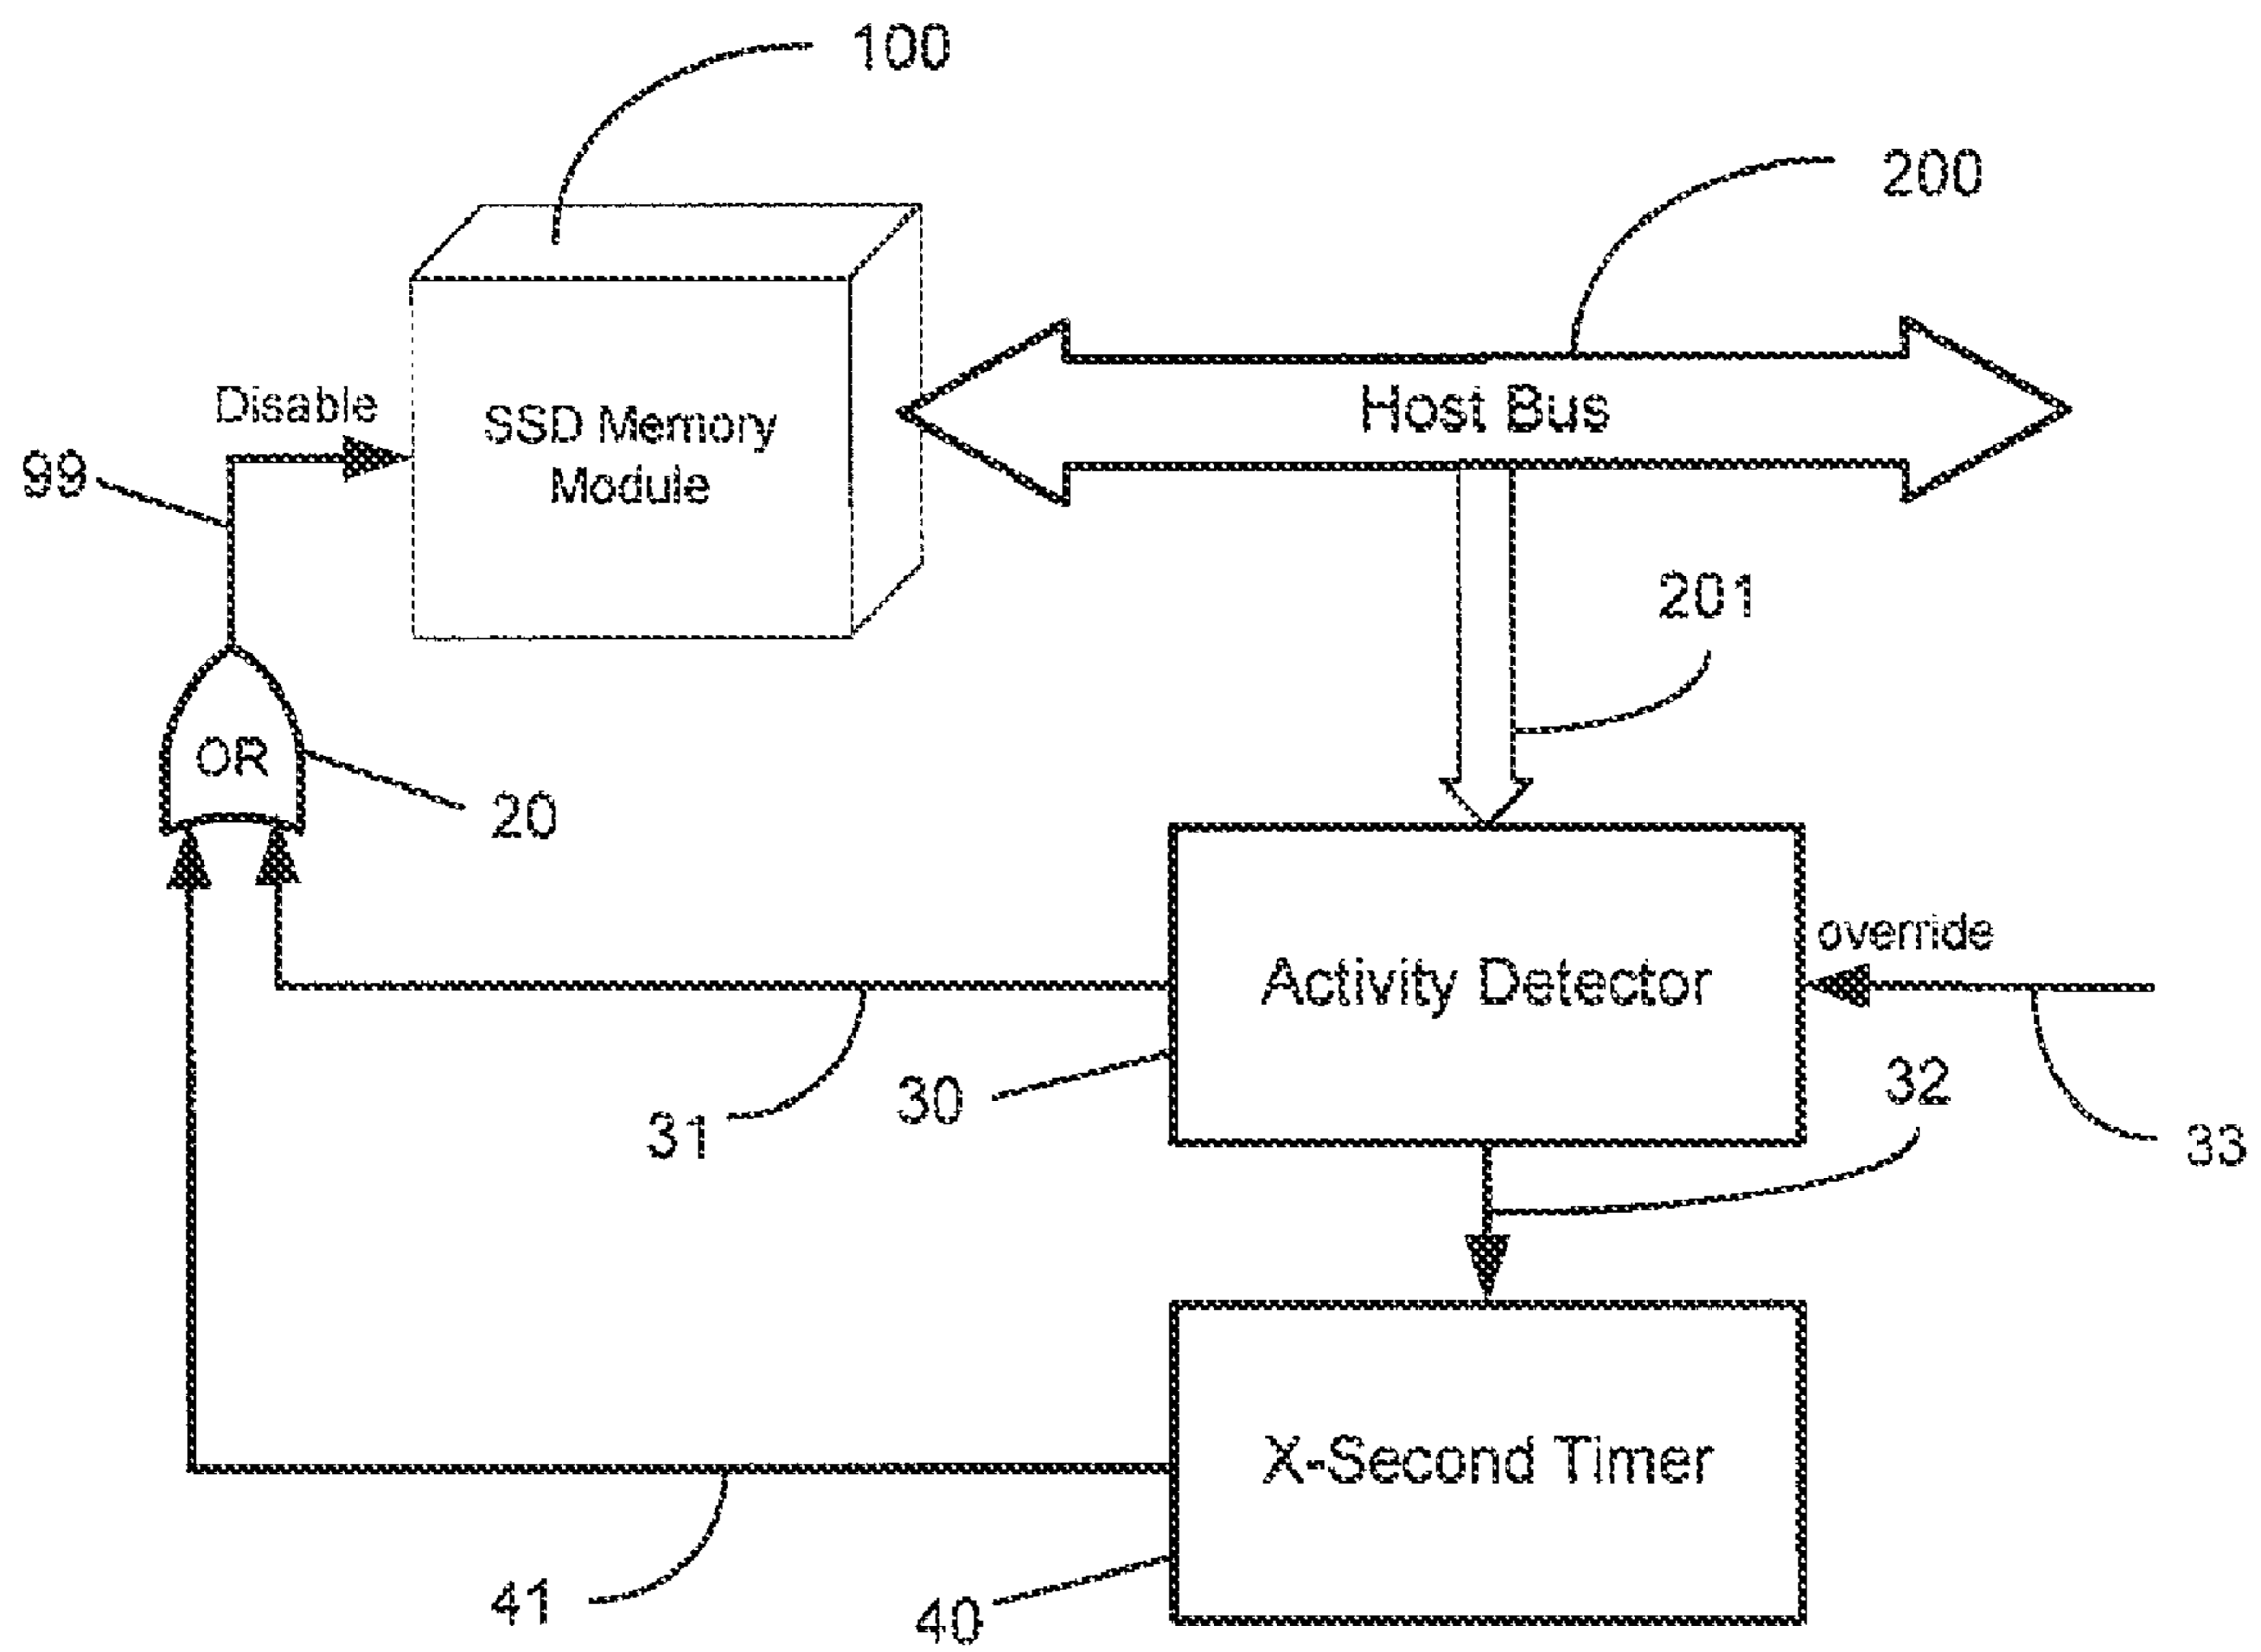 100
200
Disable
SSD Memory
Module
Host Bus
99
201
OR
20
override
Activity Detector
30
32
31
33
X-Second Timer
41
40